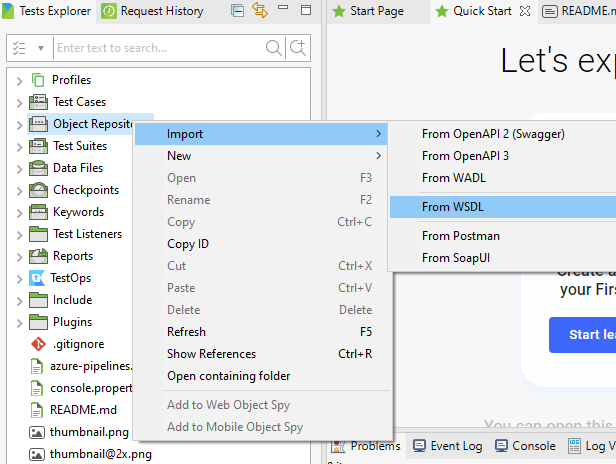 Tests Explorer
Request History
Start Page
Quick Start
README.m
Enter text to search...
Let's exp
Profiles
Test Cases
Object Reposito
Test Suites
Data Files
Checkpoints
Keywords
Test Listeners
Reports
TestOps
Include
Plugins
.gitignore
azure-pipelines.
console.propert
README.md
thumbnail.png
thumbnail@2x.png
Import
New
Open F3
Rename F2
Copy Ctrl+C
Copy ID
Cut Ctrl+X
Paste Ctrl+V
Delete Delete
Refresh F5
Show References Ctrl+R
Open containing folder
Add to Web Object Spy
Add to Mobile Object Spy
From OpenAPI 2 (Swagger)
From OpenAPI 3
From WADL
From WSDL
From Postman
From SoapUI
Create a
your Firs
Start lea
You can open this
Problems
Event Log
Console
Log V